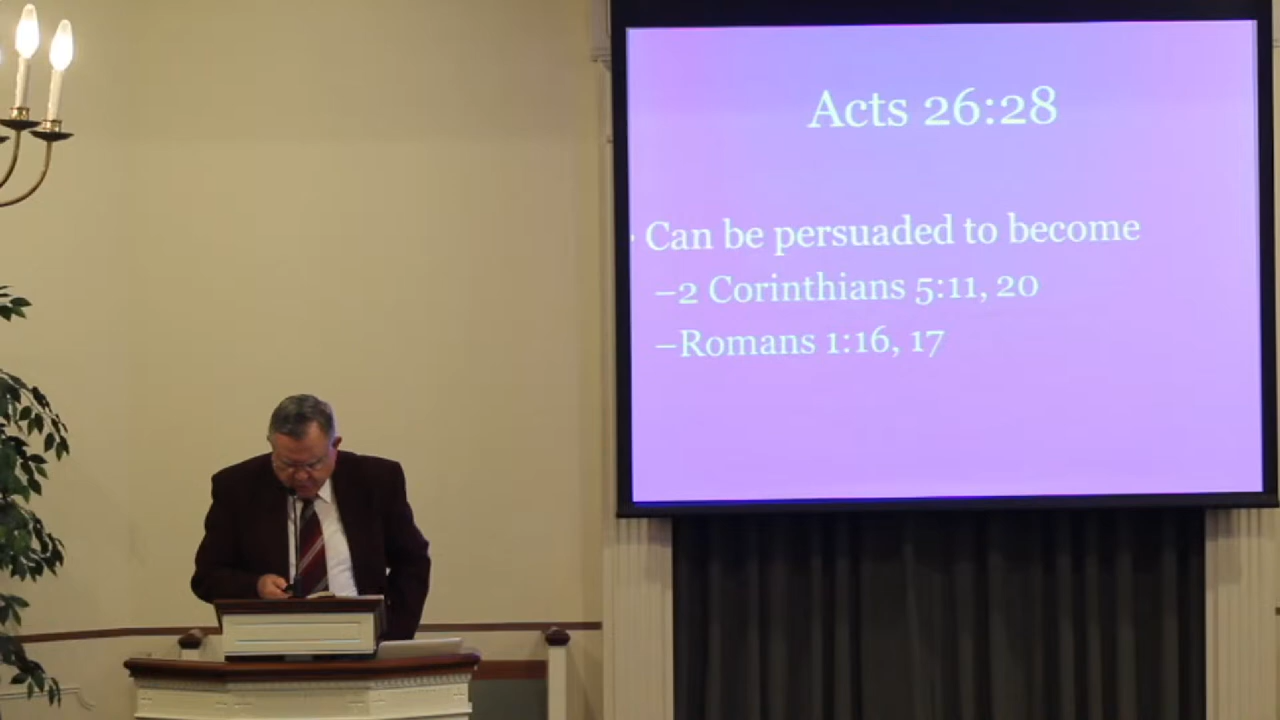 Acts 26:28
· Can be persuaded to become
–2 Corinthians 5:11, 20
–Romans 1:16, 17